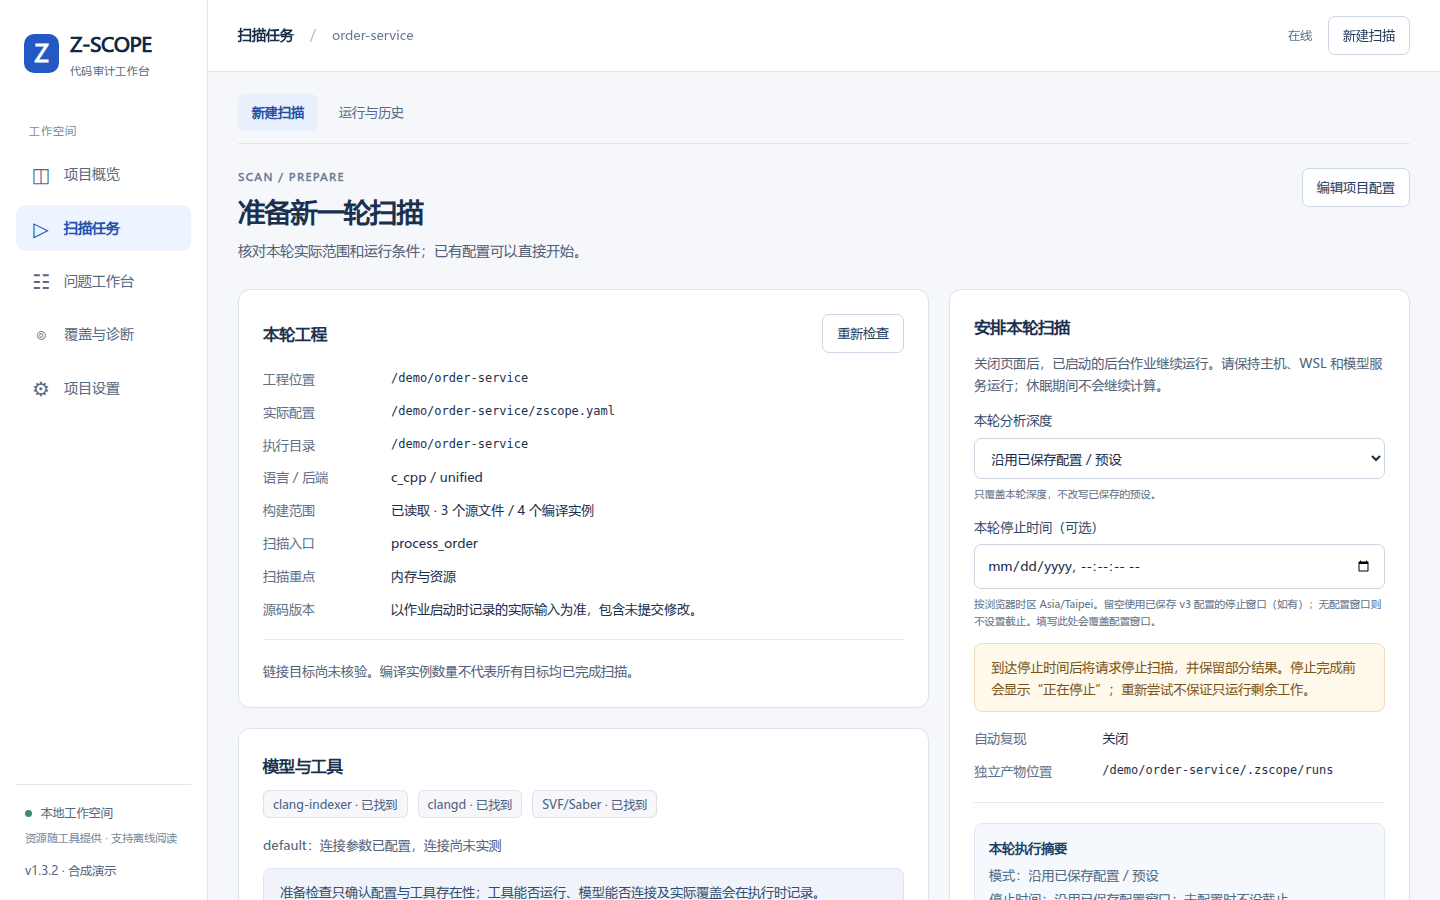 Z
Z-SCOPE
代码审计工作台
工作空间
项目概览
扫描任务
问题工作台
覆盖与诊断
项目设置
本地工作空间
资源随工具提供 · 支持离线阅读
v1.3.2 · 合成演示
扫描任务 / order-service
在线
新建扫描
新建扫描
运行与历史
SCAN / PREPARE
准备新一轮扫描
核对本轮实际范围和运行条件；已有配置可以直接开始。
编辑项目配置
本轮工程
重新检查
工程位置 /demo/order-service
实际配置 /demo/order-service/zscope.yaml
执行目录 /demo/order-service
语言 / 后端 c_cpp / unified
构建范围 已读取 · 3 个源文件 / 4 个编译实例
扫描入口 process_order
扫描重点 内存与资源
源码版本 以作业启动时记录的实际输入为准，包含未提交修改。
链接目标尚未核验。编译实例数量不代表所有目标均已完成扫描。
模型与工具
clang-indexer · 已找到
clangd · 已找到
SVF/Saber · 已找到
default：连接参数已配置，连接尚未实测
准备检查只确认配置与工具存在性；工具能否运行、模型能否连接及实际覆盖会在执行时记录。
安排本轮扫描
关闭页面后，已启动的后台作业继续运行。请保持主机、WSL 和模型服
务运行；休眠期间不会继续计算。
本轮分析深度
沿用已保存配置 / 预设
只覆盖本轮深度，不改写已保存的预设。
本轮停止时间（可选）
mm/dd/yyyy, --:--:-- --
按浏览器时区 Asia/Taipei。留空使用已保存 v3 配置的停止窗口（如有）；无配置窗口则
不设置截止。填写此处会覆盖配置窗口。
到达停止时间后将请求停止扫描，并保留部分结果。停止完成前
会显示“正在停止”；重新尝试不保证只运行剩余工作。
自动复现 关闭
独立产物位置 /demo/order-service/.zscope/runs
本轮执行摘要
模式：沿用已保存配置 / 预设
停止时间：沿用已保存配置窗口；未配置时不设截止